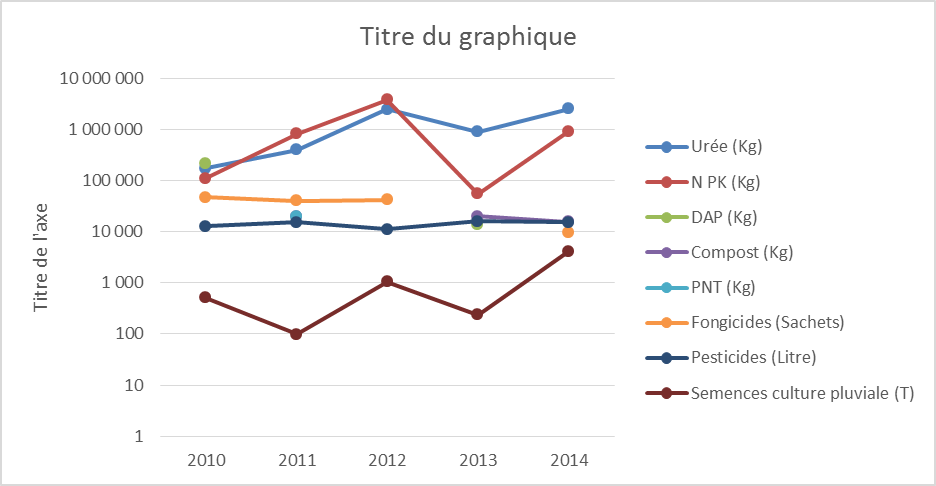 Titre du graphique
Titre de l'axe
10 000 000
1 000 000
100 000
10 000
1 000
100
10
1
2010 2011 2012 2013 2014
Urée (Kg)
N PK (Kg)
DAP (Kg)
Compost (Kg)
PNT (Kg)
Fongicides (Sachets)
Pesticides (Litre)
Semences culture pluviale (T)